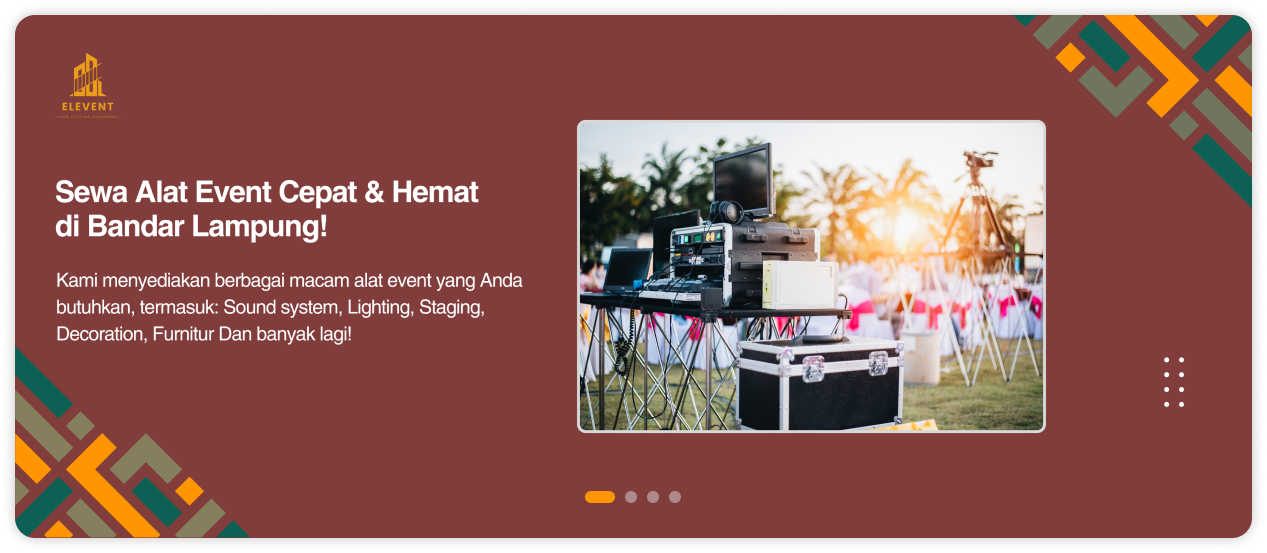 ELEVENT
Sewa Alat Event Cepat & Hemat
di Bandar Lampung!
Kami menyediakan berbagai macam alat event yang Anda
butuhkan, termasuk: Sound system, Lighting, Staging,
Decoration, Furnitur Dan banyak lagi!